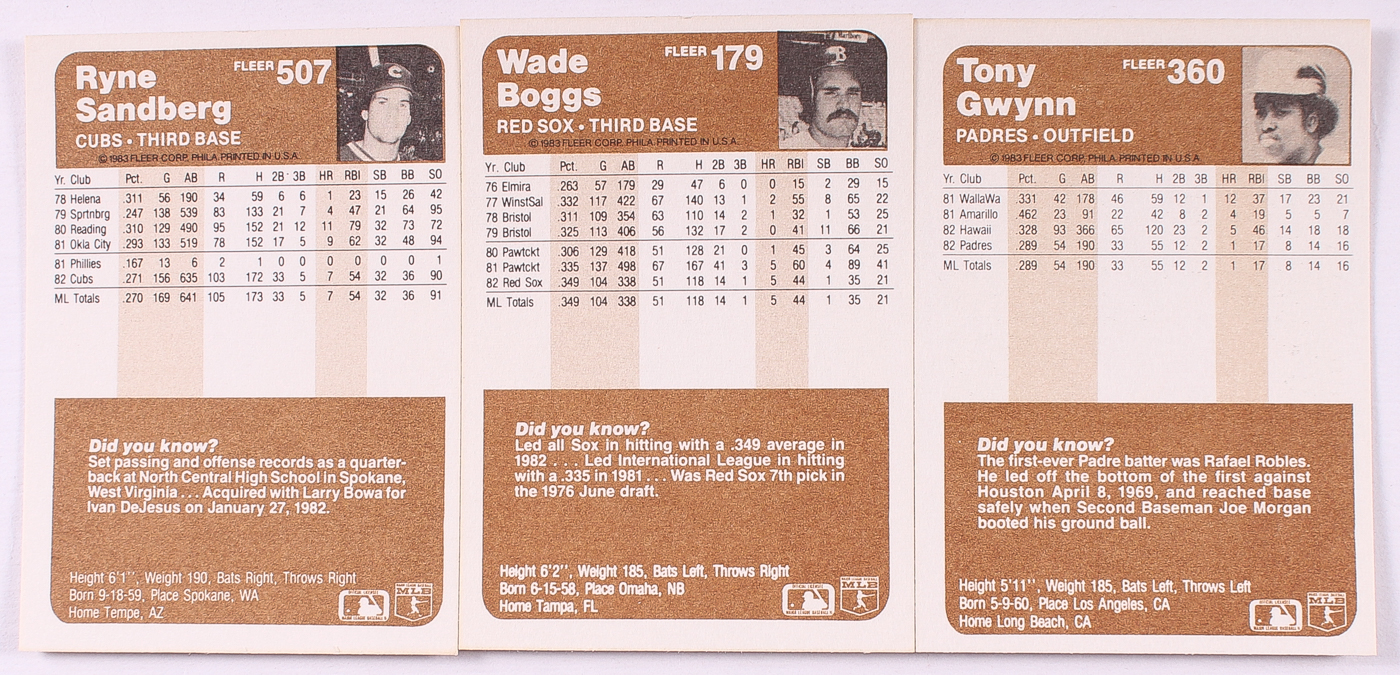 Ryne
Sandberg
FLEER 507
CUBS • THIRD BASE
© 1983 FLEER CORP. PHILA. PRINTED IN U.S.A.
Yr. Club Pct. G AB R H 2B 3B HR RBI SB BB SO
78 Helena .311 56 190 34 59 6 6 1 23 15 26 42
79 Sprtnbrg .247 138 539 83 133 21 7 4 47 21 64 95
80 Reading .310 129 490 95 152 21 12 11 79 32 73 72
81 Okla City .293 133 519 78 152 17 5 9 62 32 48 94
81 Phillies .167 13 6 2 1 0 0 0 0 0 0 1
82 Cubs .271 156 635 103 172 33 5 7 54 32 36 90
ML Totals .270 169 641 105 173 33 5 7 54 32 36 91
Did you know?
Set passing and offense records as a quarter-
back at North Central High School in Spokane,
West Virginia . . . Acquired with Larry Bowa for
Ivan DeJesus on January 27, 1982.
Height 6'1'', Weight 190, Bats Right, Throws Right
Born 9-18-59, Place Spokane, WA
Home Tempe, AZ
MLB
Wade
Boggs
FLEER 179
B
RED SOX • THIRD BASE
© 1983 FLEER CORP. PHILA. PRINTED IN U.S.A.
Yr. Club Pct. G AB R H 2B 3B HR RBI SB BB SO
76 Elmira .263 57 179 29 47 6 0 0 15 2 29 15
77 WinstSal .332 117 422 67 140 13 1 2 55 8 65 22
78 Bristol .311 109 354 63 110 14 2 1 32 1 53 25
79 Bristol .325 113 406 56 132 17 2 0 41 11 66 21
80 Pawtckt .306 129 418 51 128 21 0 1 45 3 64 25
81 Pawtckt .335 137 498 67 167 41 3 5 60 4 89 41
82 Red Sox .349 104 338 51 118 14 1 5 44 1 35 21
ML Totals .349 104 338 51 118 14 1 5 44 1 35 21
Did you know?
Led all Sox in hitting with a .349 average in
1982 . . . Led International League in hitting
with a .335 in 1981 . . . Was Red Sox 7th pick in
the 1976 June draft.
Height 6'2'', Weight 185, Bats Left, Throws Right
Born 6-15-58, Place Omaha, NB
Home Tampa, FL
MLB
Tony
Gwynn
FLEER 360
PADRES • OUTFIELD
© 1983 FLEER CORP. PHILA. PRINTED IN U.S.A.
Yr. Club Pct. G AB R H 2B 3B HR RBI SB BB SO
81 WallaWa .331 42 178 46 59 12 1 12 37 17 23 21
81 Amarillo .462 23 91 22 42 8 2 4 19 5 5 7
82 Hawaii .328 93 366 65 120 23 2 5 46 14 18 18
82 Padres .289 54 190 33 55 12 2 1 17 8 14 16
ML Totals .289 54 190 33 55 12 2 1 17 8 14 16
Did you know?
The first-ever Padre batter was Rafael Robles.
He led off the bottom of the first against
Houston April 8, 1969, and reached base
safely when Second Baseman Joe Morgan
booted his ground ball.
Height 5'11'', Weight 185, Bats Left, Throws Left
Born 5-9-60, Place Los Angeles, CA
Home Long Beach, CA
MLB